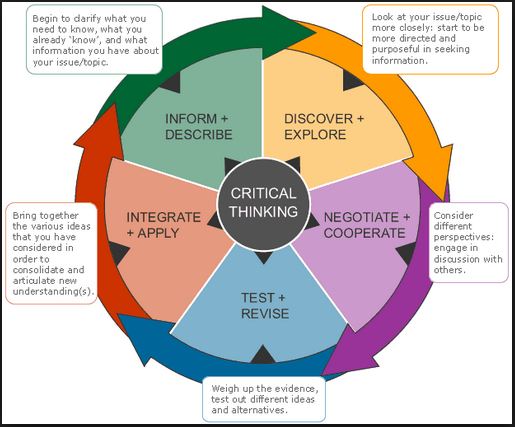 Begin to clarify what you
need to know, what you
already 'know', and what
information you have about
your issue/topic.
Look at your issue/topic
more closely: start to be
more directed and
purposeful in seeking
information.
INFORM +
DESCRIBE
DISCOVER +
EXPLORE
CRITICAL
THINKING
INTEGRATE
+ APPLY
NEGOTIATE +
COOPERATE
TEST +
REVISE
Bring together
the various ideas
that you have
considered in
order to
consolidate and
articulate new
understanding(s).
Consider
different
perspectives:
engage in
discussion with
others.
Weigh up the evidence,
test out different ideas
and alternatives.